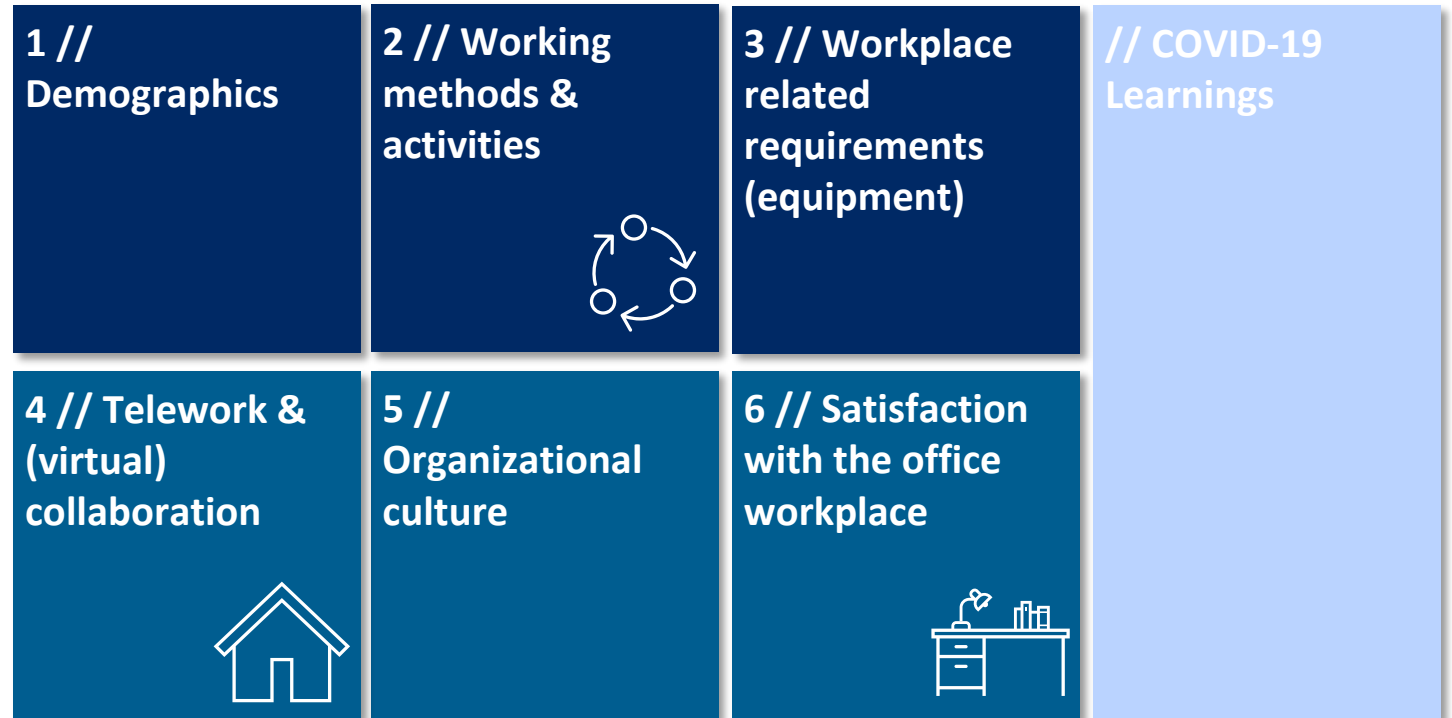 1 //
Demographics
2 // Working
methods &
activities
3 // Workplace
related
requirements
(equipment)
// COVID-19
Learnings
4 // Telework &
(virtual)
collaboration
5 //
Organizational
culture
6 // Satisfaction
with the office
workplace